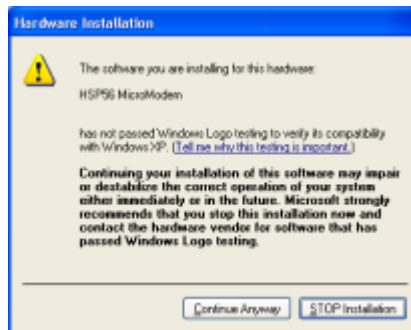 Hardware Installation
The software you are installing for this hardware:
HSP56 MicroModem
has not passed Windows Logo testing to verify its compatibility
with Windows XP. (Tell me why this testing is important.)
Continuing your installation of this software may impair
or destabilize the correct operation of your system
either immediately or in the future. Microsoft strongly
recommends that you stop this installation now and
contact the hardware vendor for software that has
passed Windows Logo testing.
Continue Anyway
STOP Installation